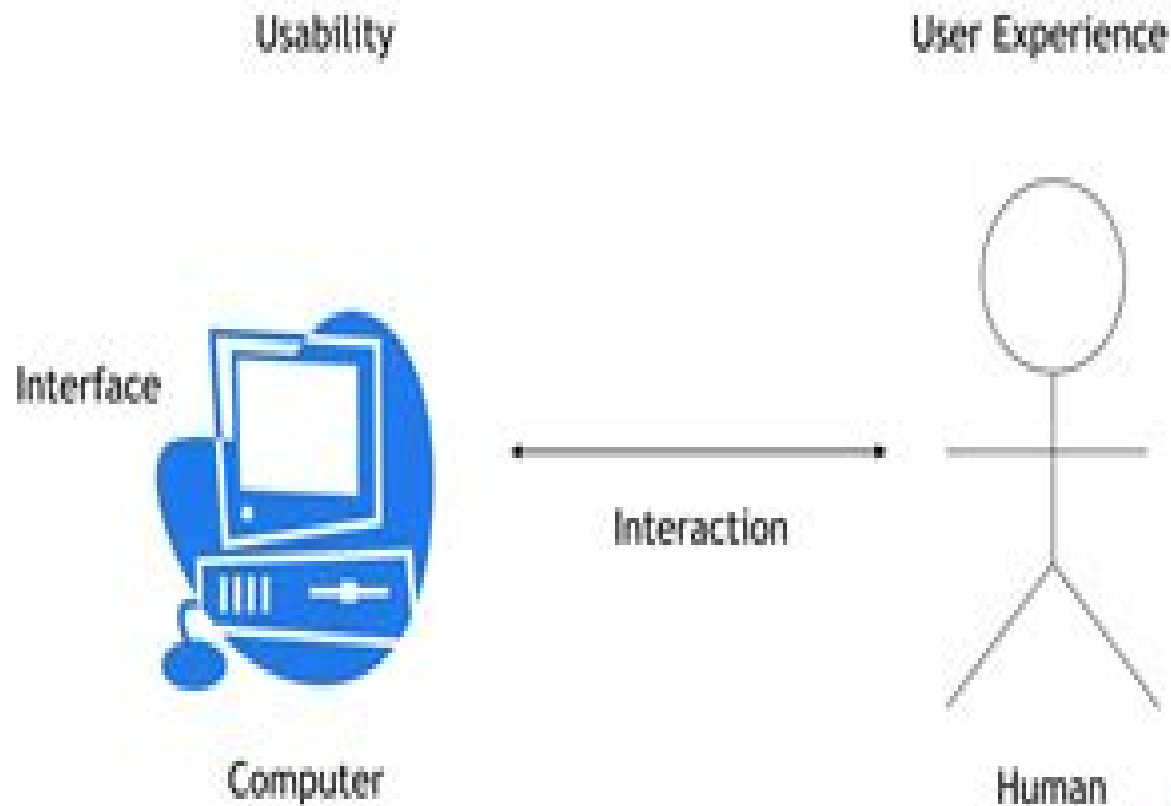 Usability
User Experience
Interface
Interaction
Computer
Human